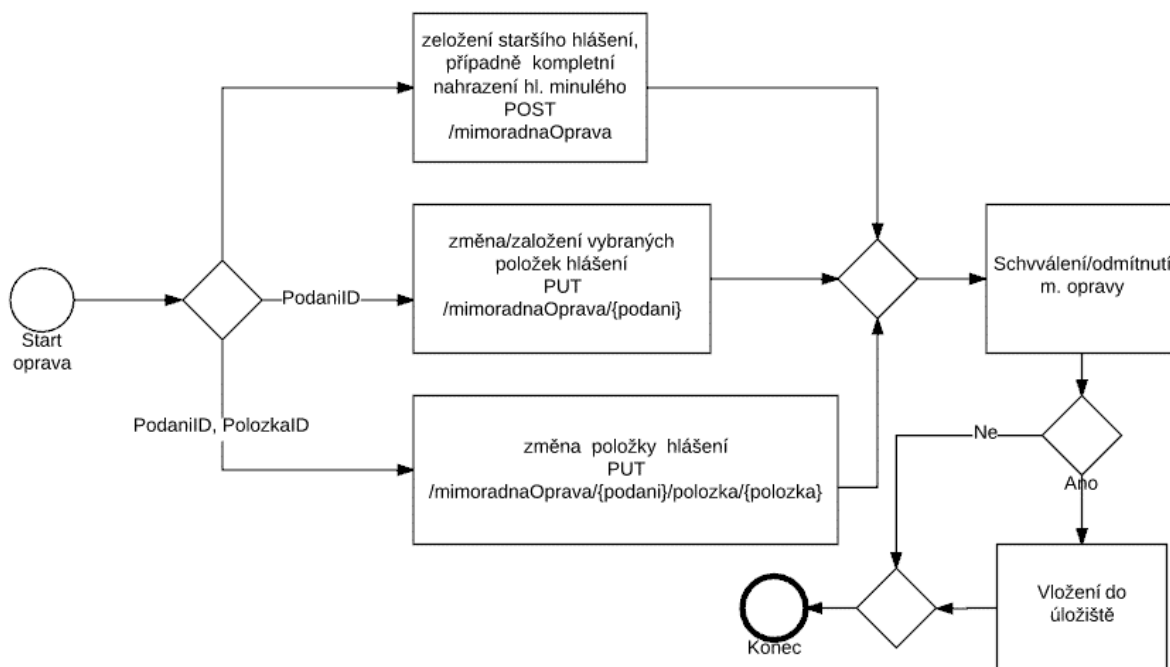 zeložení staršího hlášení,
případně kompletní
nahrazení hl. minulého
POST
/mimoradnaOprava
změna/založení vybraných
položek hlášení
PUT
/mimoradnaOprava/{podani}
Schvválení/odmítnutí
m. opravy
PodaniID
Start
oprava
PodaniID, PolozkaID
změna položky hlášení
PUT
/mimoradnaOprava/{podani}/polozka/{polozka}
Ne
Ano
Vložení do
úložiště
Konec